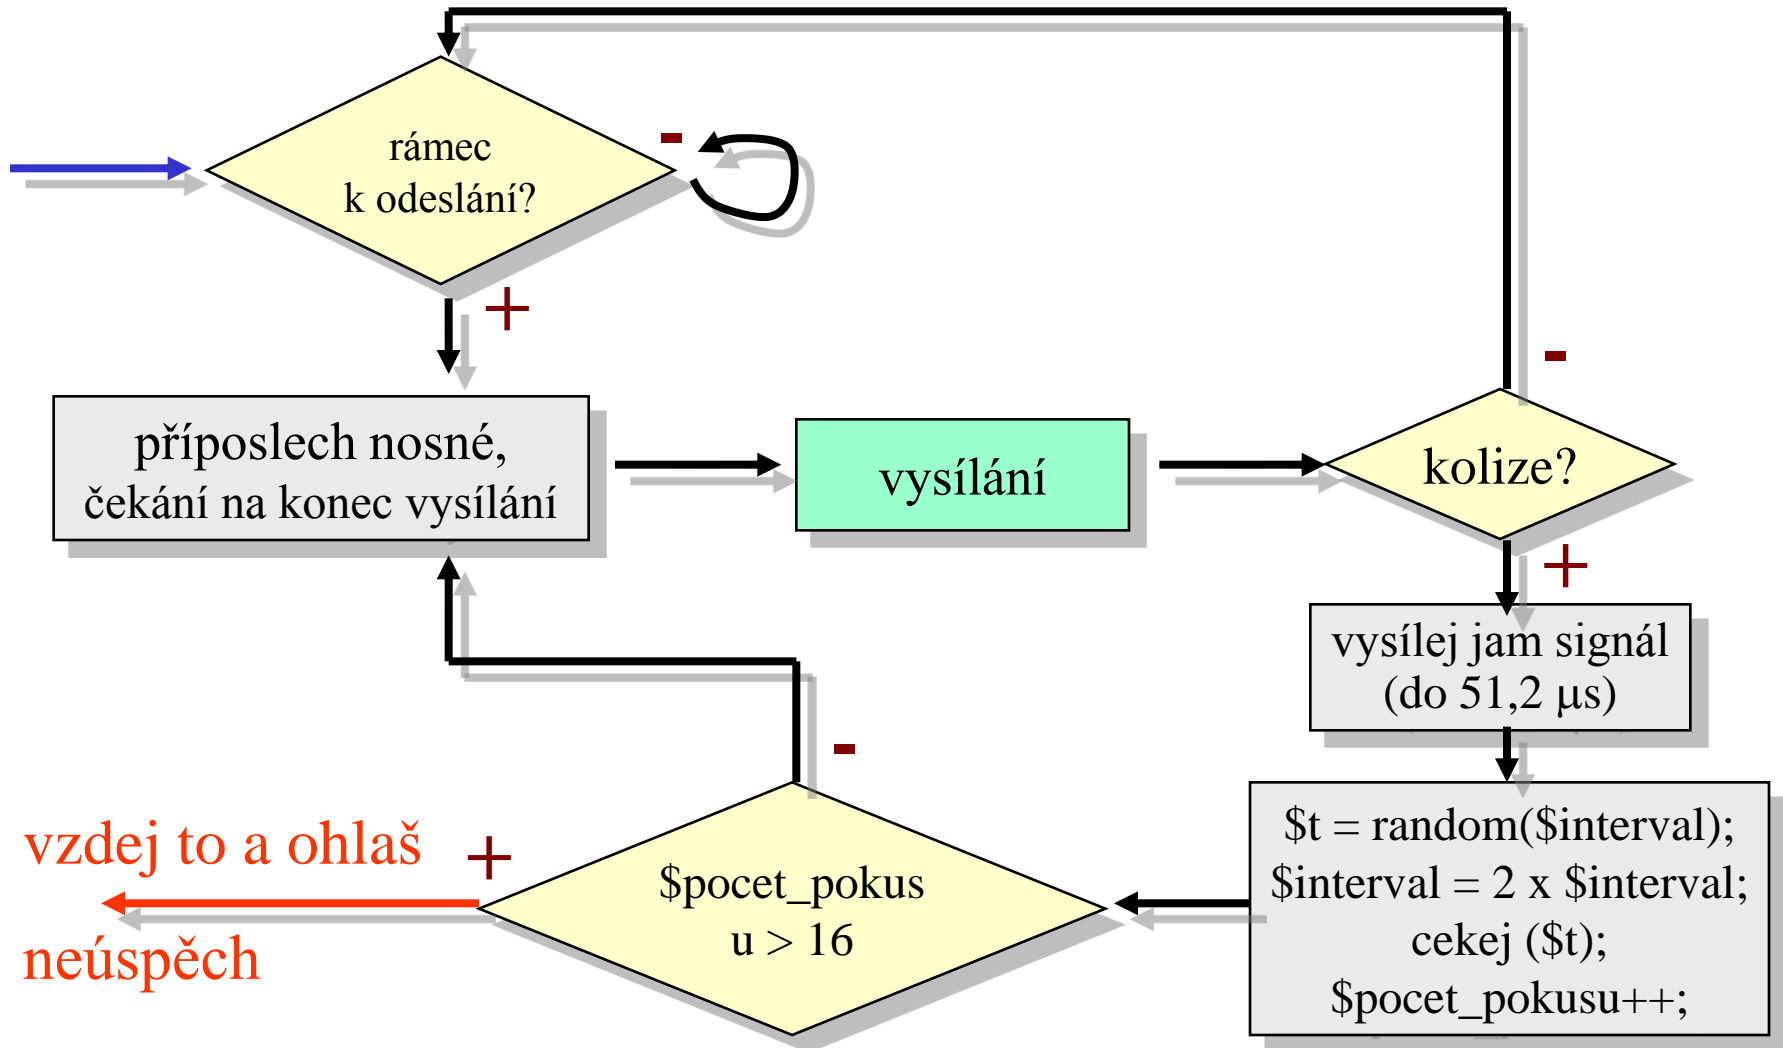 rámec
k odeslání?
-
+
příposlech nosné,
čekání na konec vysílání
vysílání
kolize?
-
+
vysílej jam signál
(do 51,2 μs)
$t = random($interval);
$interval = 2 x $interval;
cekej ($t);
$pocet_pokusu++;
$pocet_pokus
u > 16
-
+
vzdej to a ohlaš
neúspěch